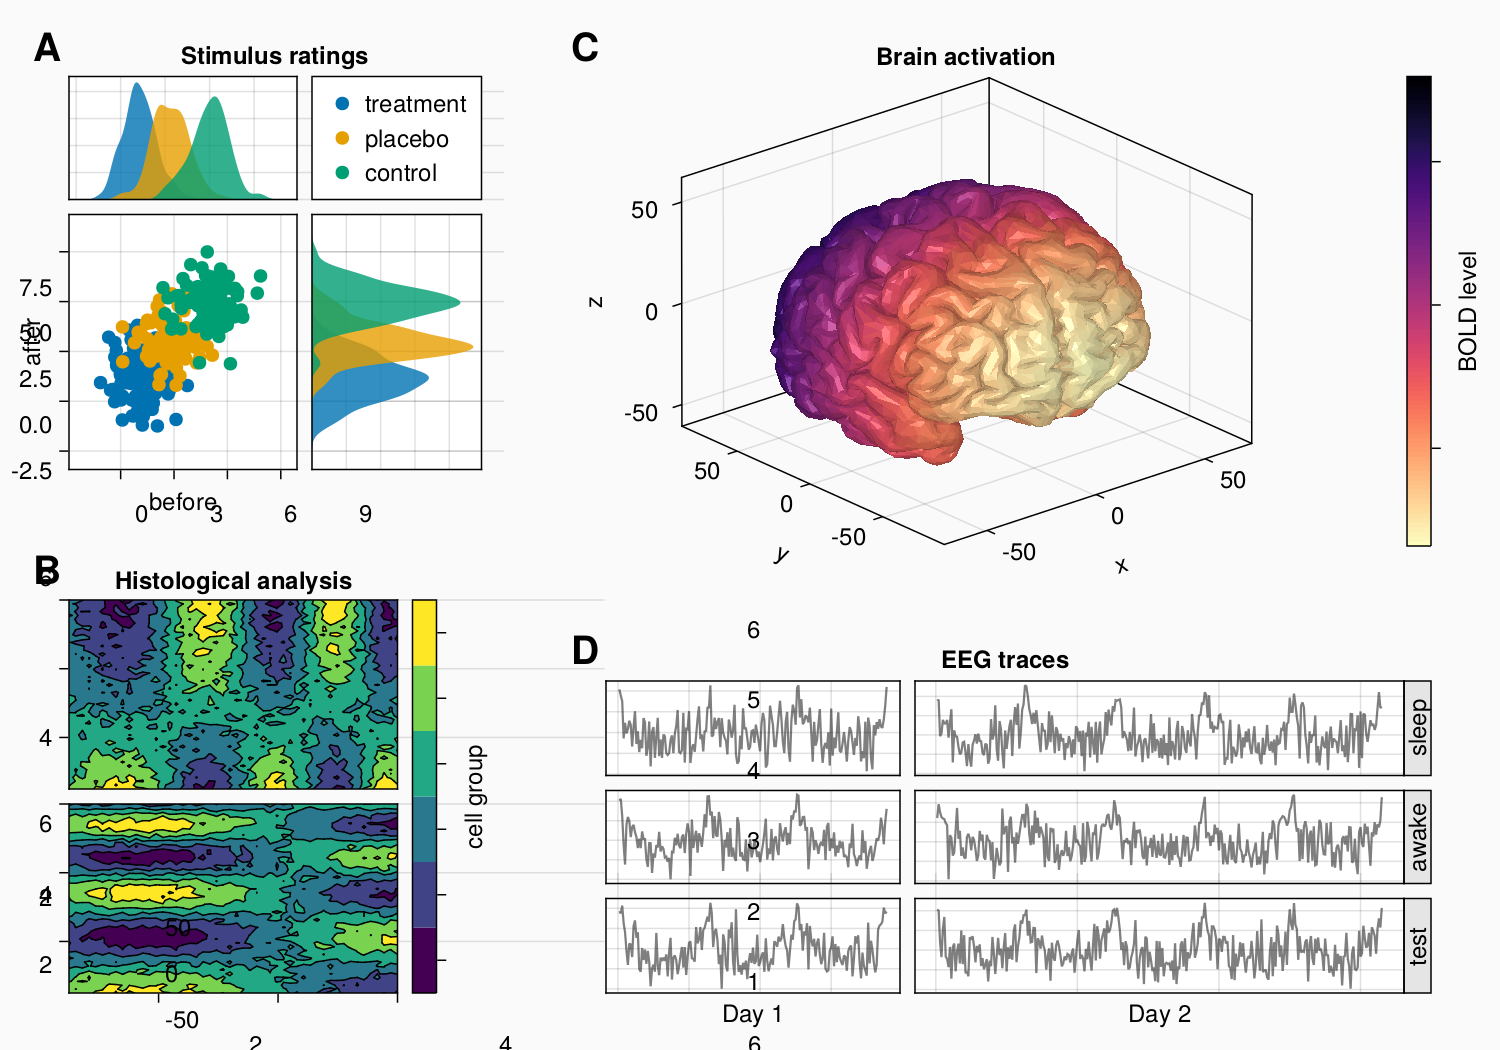 A
Stimulus ratings
treatment
placebo
control
7.5
after
2.5
0.0
-2.5
before
0
3
6
9
B
Histological analysis
4
6
4
2
2
50
0
-50
2
4
6
cell group
C
Brain activation
50
0
-50
z
50
0
-50
y
-50
0
50
x
BOLD level
D
EEG traces
6
5
4
3
2
1
sleep
awake
test
Day 1
Day 2